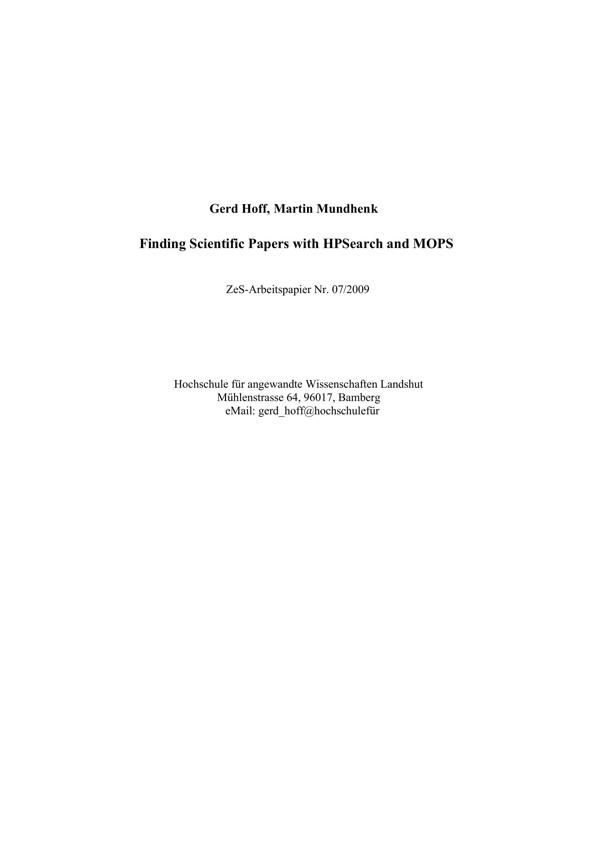 Gerd Hoff, Martin Mundhenk
Finding Scientific Papers with HPSearch and MOPS
ZeS-Arbeitspapier Nr. 07/2009
Hochschule für angewandte Wissenschaften Landshut
Mühlenstrasse 64, 96017, Bamberg
eMail: gerd_hoff@hochschulefür